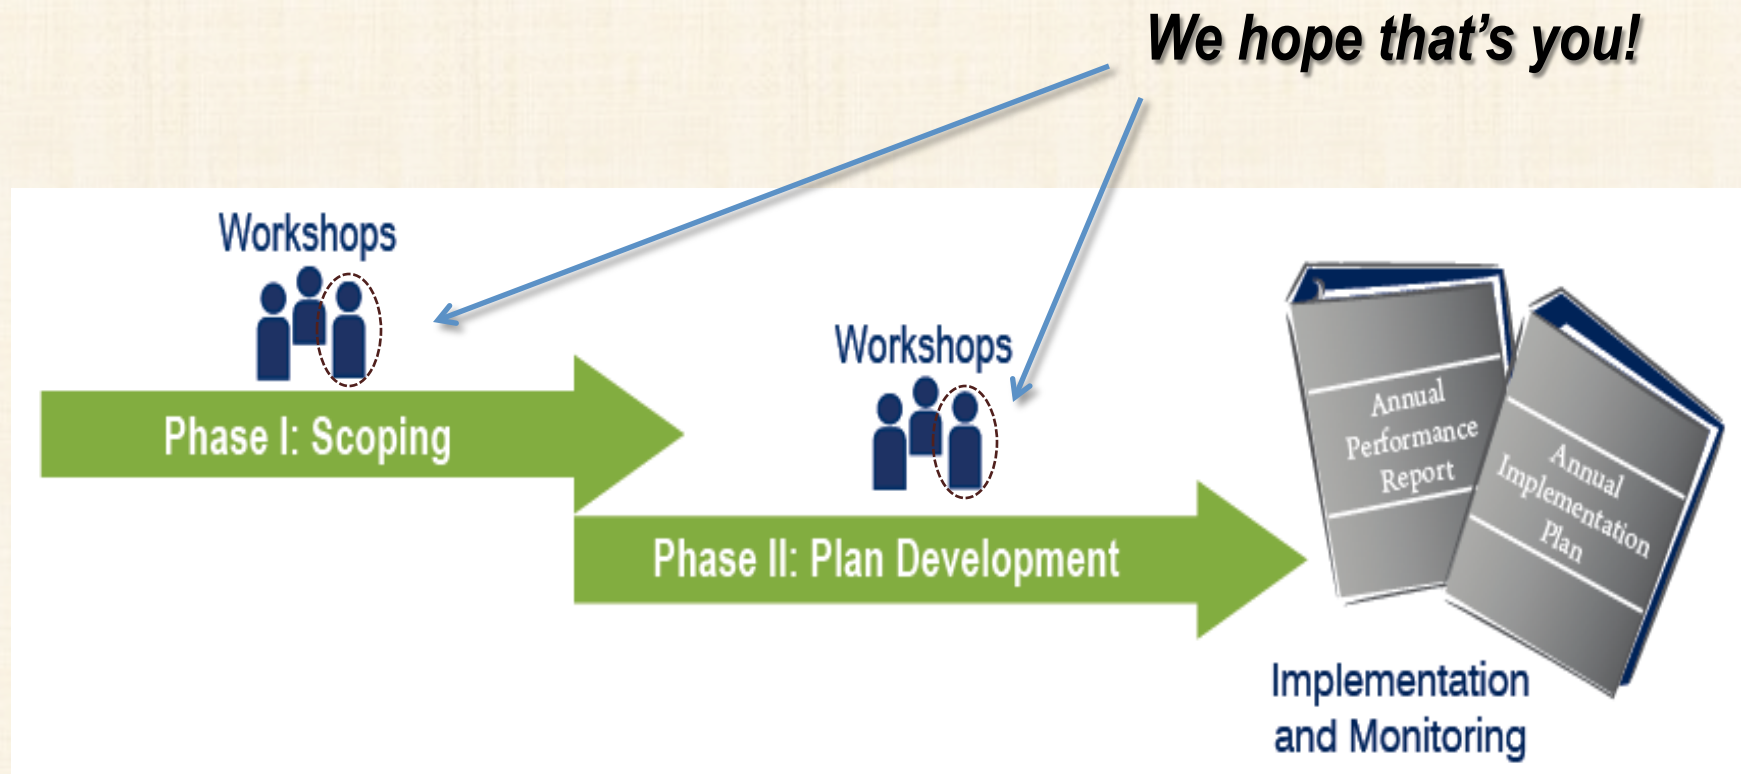 We hope that's you!
Workshops
Phase I: Scoping
Workshops
Phase II: Plan Development
Annual
Performance
Report
Annual
Implementation
Plan
Implementation
and Monitoring